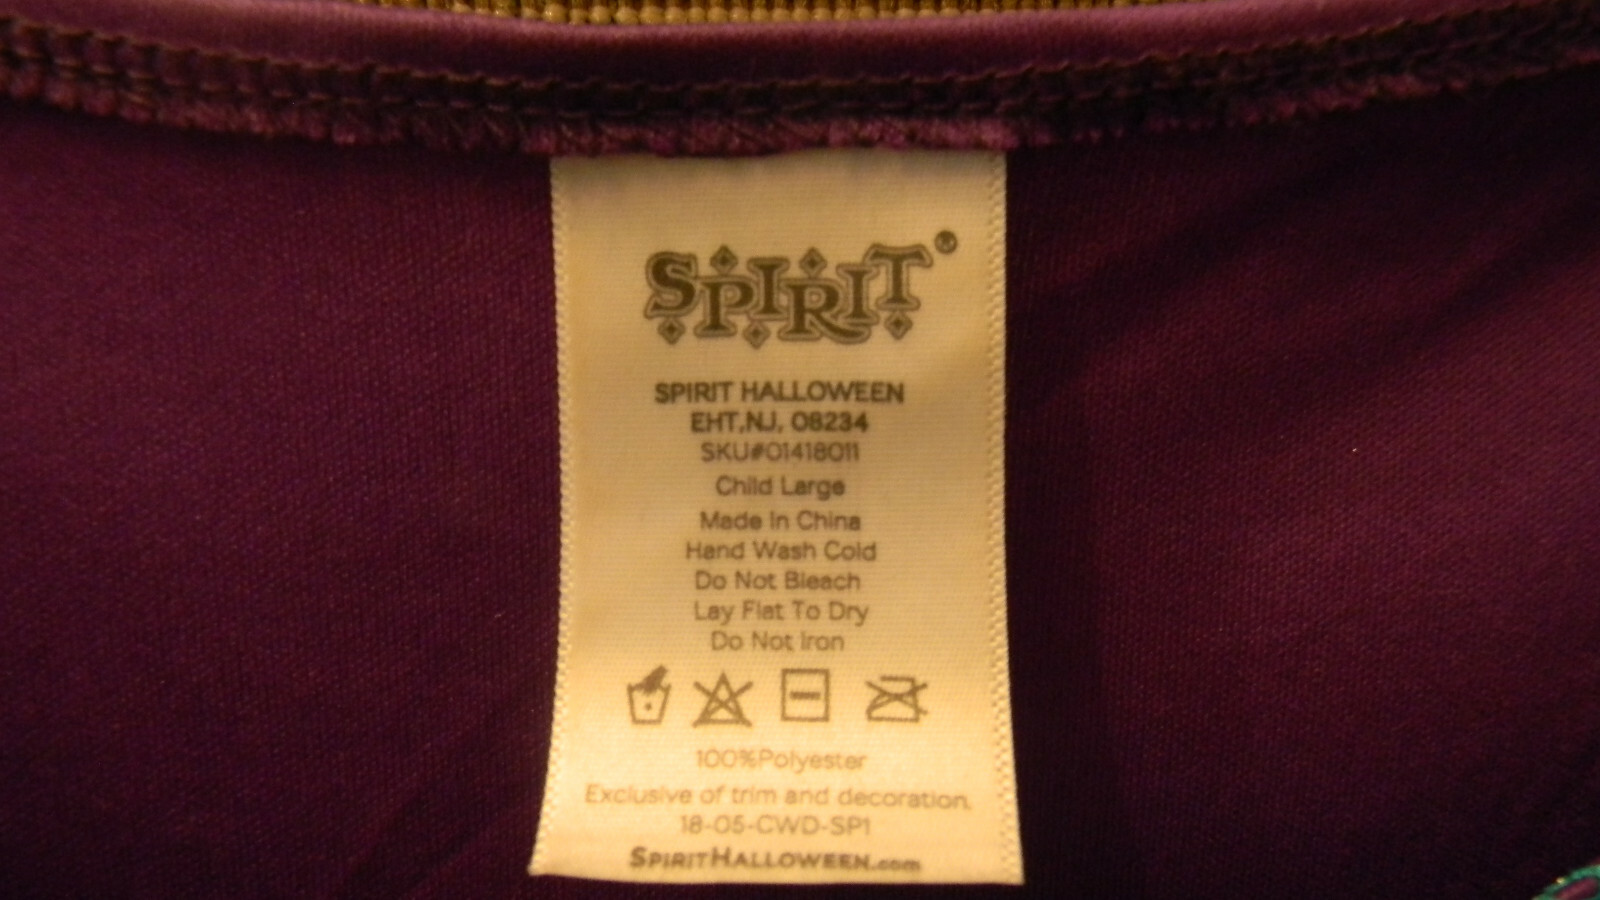 SPIRIT®
SPIRIT HALLOWEEN
EHT,NJ, 08234
SKU#01418011
Child Large
Made In China
Hand Wash Cold
Do Not Bleach
Lay Flat To Dry
Do Not Iron
100%Polyester
Exclusive of trim and decoration.
18-05-CWD-SP1
SPIRITHALLOWEEN.com